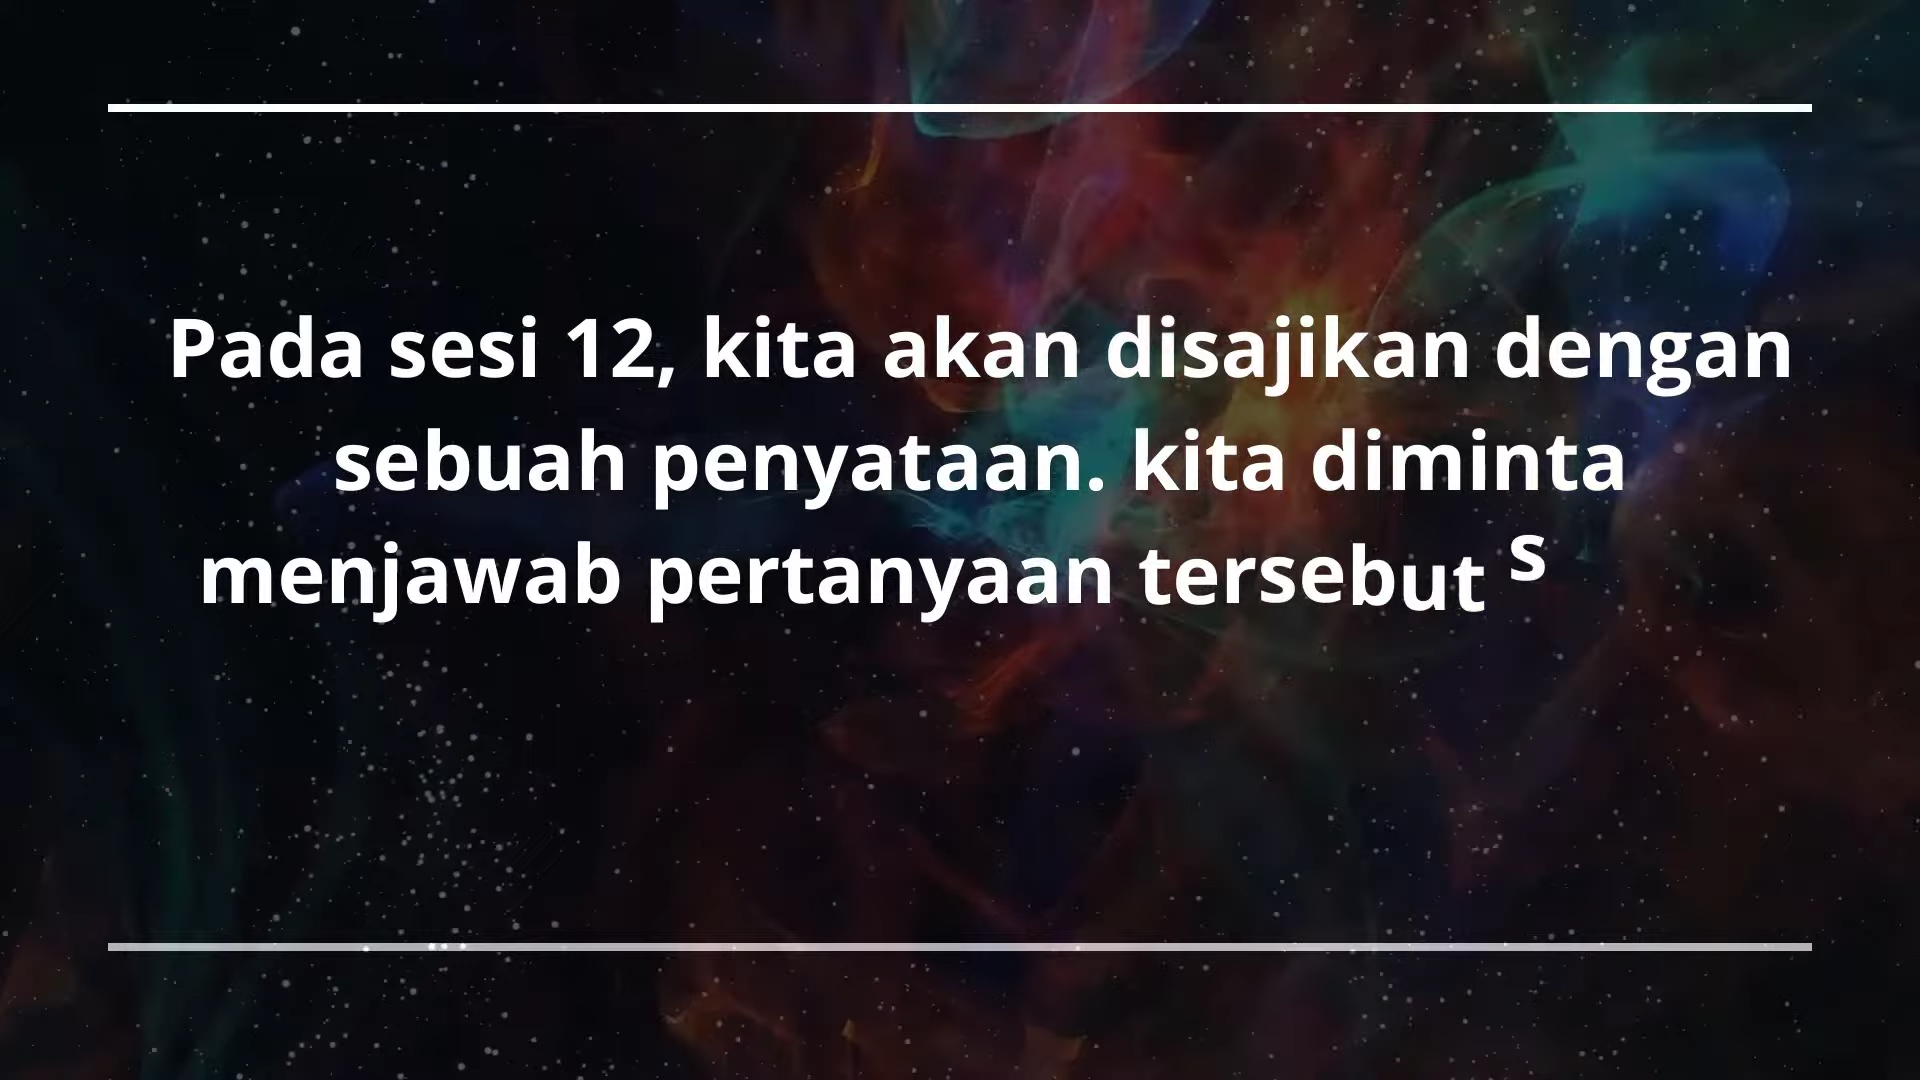 Pada sesi 12, kita akan disajikan dengan
sebuah penyataan. kita diminta
menjawab pertanyaan tersebut s